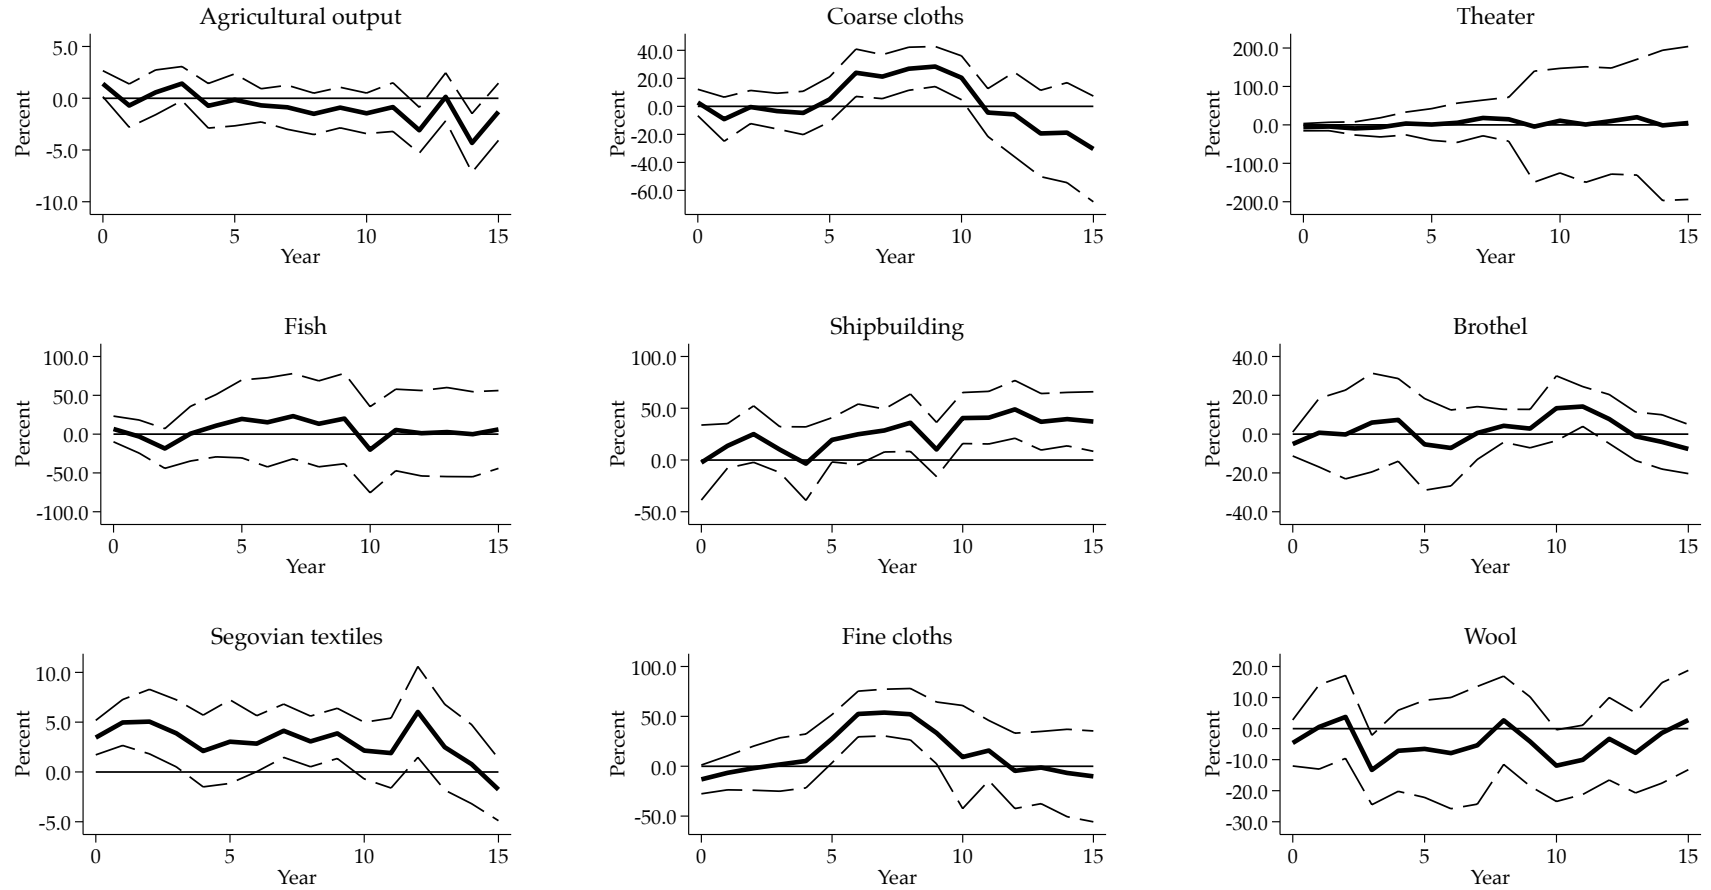 Agricultural output
Percent
5.0
0.0
-5.0
-10.0
0 5 10 15
Year
Coarse cloths
Percent
40.0
20.0
0.0
-20.0
-40.0
-60.0
0 5 10 15
Year
Theater
Percent
200.0
100.0
0.0
-100.0
-200.0
0 5 10 15
Year
Fish
Percent
100.0
50.0
0.0
-50.0
-100.0
0 5 10 15
Year
Shipbuilding
Percent
100.0
50.0
0.0
-50.0
0 5 10 15
Year
Brothel
Percent
40.0
20.0
0.0
-20.0
-40.0
0 5 10 15
Year
Segovian textiles
Percent
10.0
5.0
0.0
-5.0
0 5 10 15
Year
Fine cloths
Percent
100.0
50.0
0.0
-50.0
0 5 10 15
Year
Wool
Percent
20.0
10.0
0.0
-10.0
-20.0
-30.0
0 5 10 15
Year